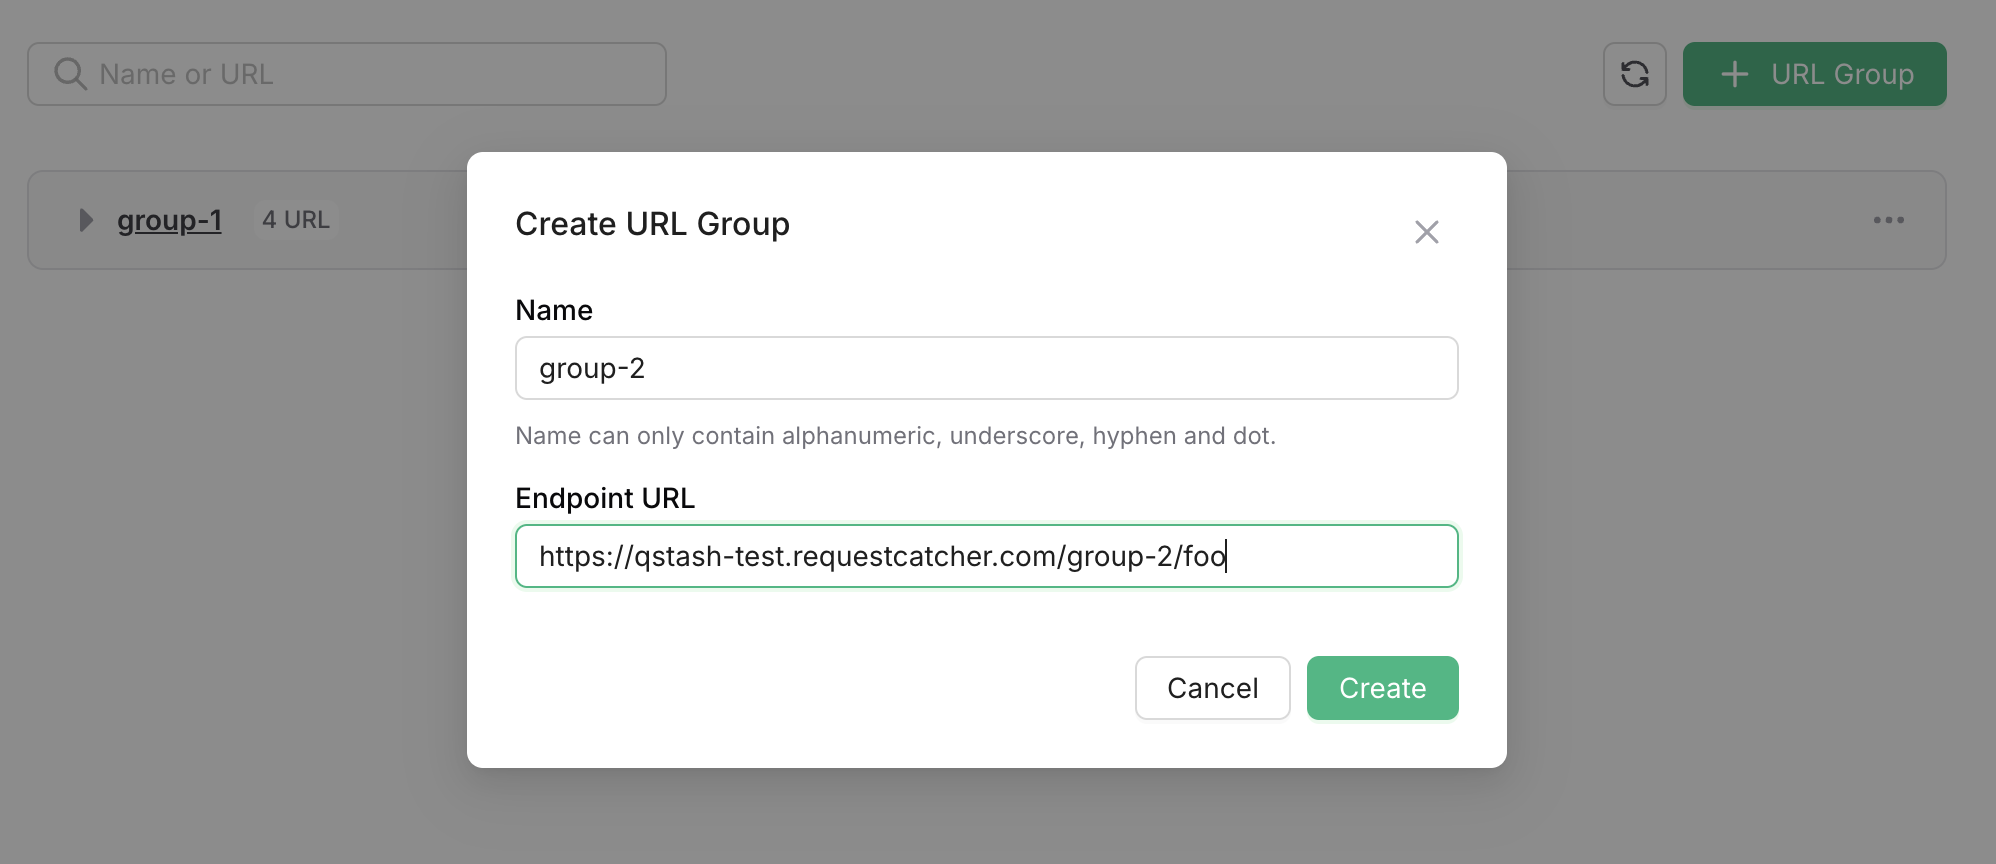 Name or URL
URL Group
group-1 4 URL
Create URL Group
Name
group-2
Name can only contain alphanumeric, underscore, hyphen and dot.
Endpoint URL
https://qstash-test.requestcatcher.com/group-2/foo
Cancel Create